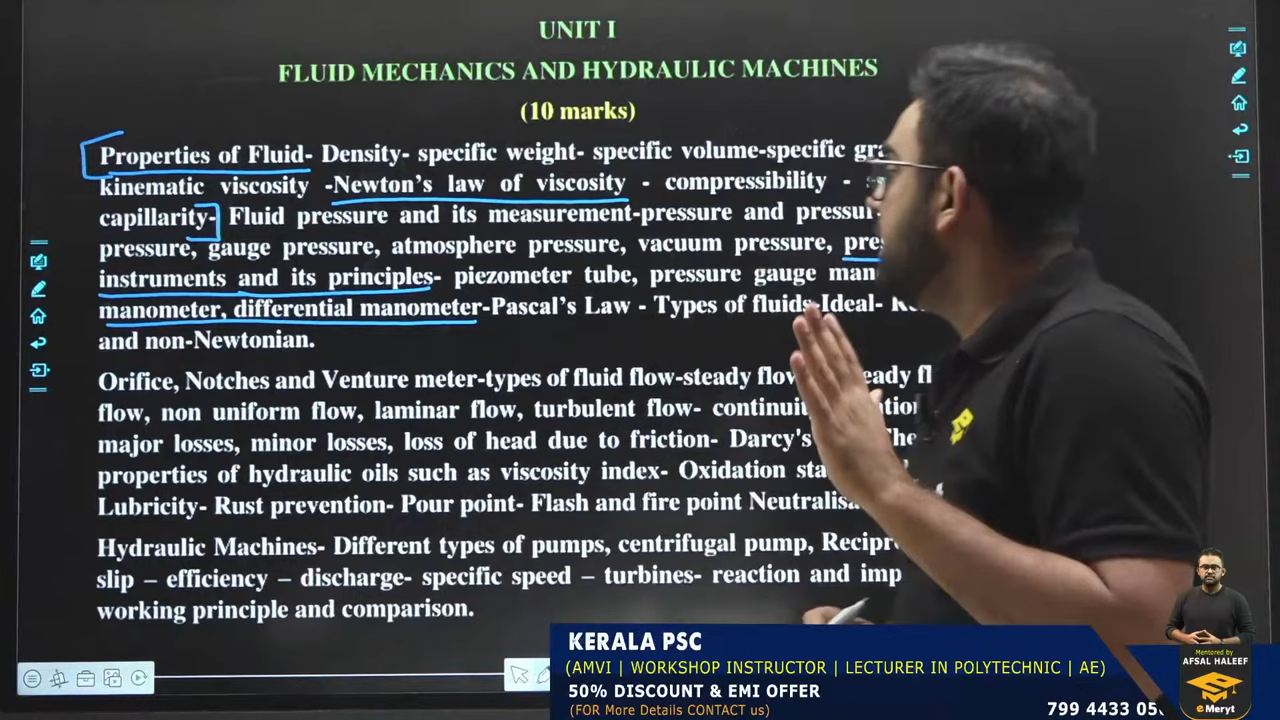 UNIT I
FLUID MECHANICS AND HYDRAULIC MACHINES
(10 marks)
Properties of Fluid- Density- specific weight- specific volume-specific
kinematic viscosity -Newton's law of viscosity - compressibility -
capillarity- Fluid pressure and its measurement-pressure and
pressure, gauge pressure, atmosphere pressure, vacuum pressure,
instruments and its principles- piezometer tube, pressure gauge
manometer, differential manometer-Pascal's Law - Types of fluids-Ideal-
and non-Newtonian.
Orifice, Notches and Venture meter-types of fluid flow-steady
flow, non uniform flow, laminar flow, turbulent flow-
major losses, minor losses, loss of head due to friction- Darcy's
properties of hydraulic oils such as viscosity index- Oxidation
Lubricity- Rust prevention- Pour point- Flash and fire point
Hydraulic Machines- Different types of pumps, centrifugal pump,
slip – efficiency – discharge- specific speed – turbines- reaction and
working principle and comparison.
KERALA PSC
(AMVI | WORKSHOP INSTRUCTOR | LECTURER IN POLYTECHNIC | AE)
50% DISCOUNT & EMI OFFER
(FOR More Details CONTACT us)
799 4433
Mentored by
AFSAL HALEEF
eMeryt